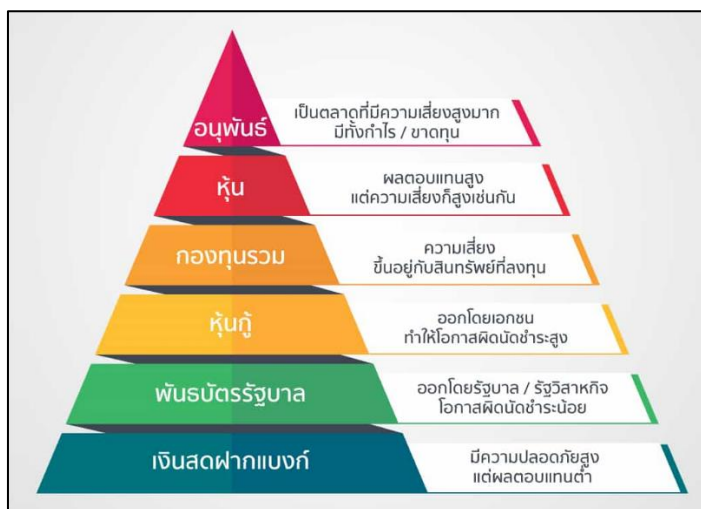 อนุพันธ์
เป็นตลาดที่มีความเสี่ยงสูงมาก
มีทั้งกำไร / ขาดทุน
หุ้น
ผลตอบแทนสูง
แต่ความเสี่ยงก็สูงเช่นกัน
กองทุนรวม
ความเสี่ยง
ขึ้นอยู่กับสินทรัพย์ที่ลงทุน
หุ้นกู้
ออกโดยเอกชน
ทำให้โอกาสผิดนัดชำระสูง
พันธบัตรรัฐบาล
ออกโดยรัฐบาล / รัฐวิสาหกิจ
โอกาสผิดนัดชำระน้อย
เงินสดฝากแบงก์
มีความปลอดภัยสูง
แต่ผลตอบแทนต่ำ